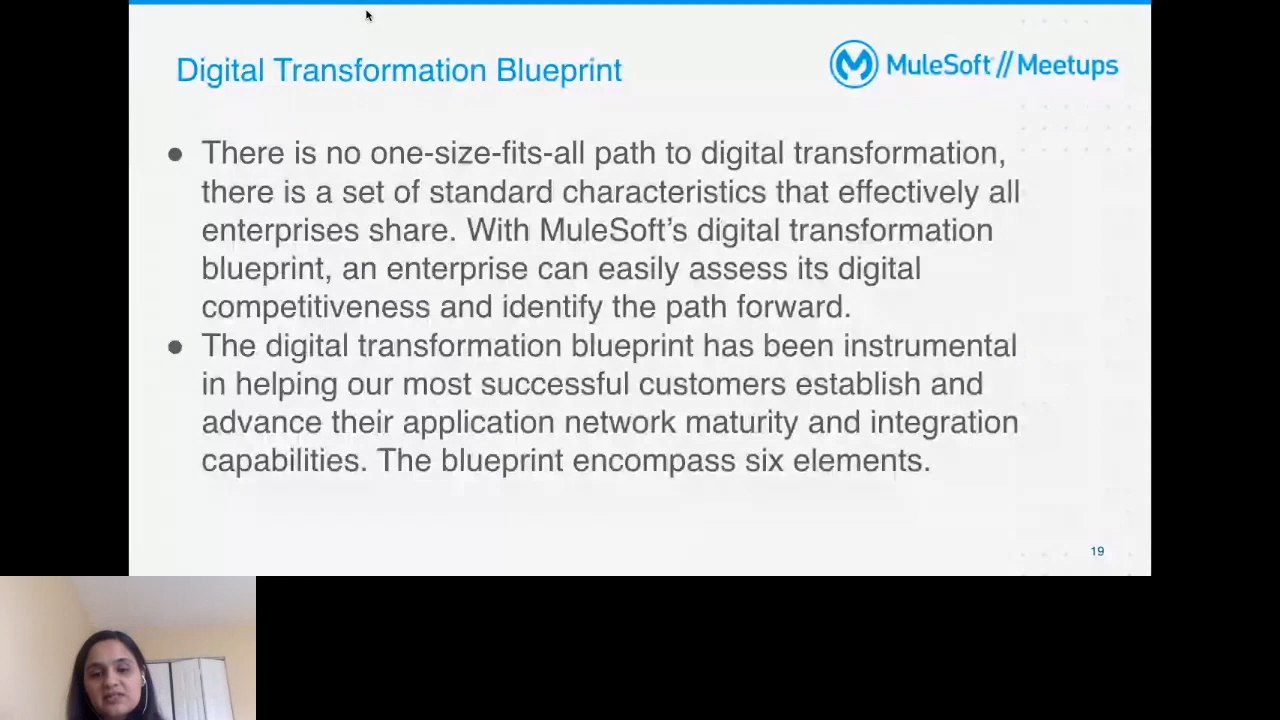 Digital Transformation Blueprint
MuleSoft // Meetups
● There is no one-size-fits-all path to digital transformation,
there is a set of standard characteristics that effectively all
enterprises share. With MuleSoft’s digital transformation
blueprint, an enterprise can easily assess its digital
competitiveness and identify the path forward.
● The digital transformation blueprint has been instrumental
in helping our most successful customers establish and
advance their application network maturity and integration
capabilities. The blueprint encompass six elements.
19